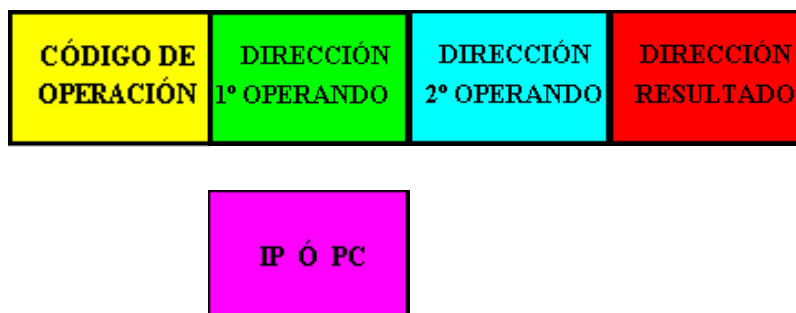 CÓDIGO DE
OPERACIÓN
DIRECCIÓN
1º OPERANDO
DIRECCIÓN
2º OPERANDO
DIRECCIÓN
RESULTADO
IP Ó PC